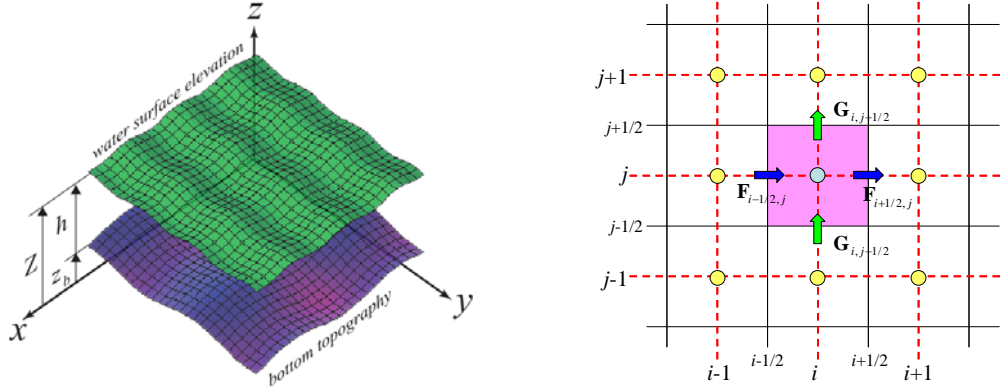 z
water surface elevation
h
Z
z_b
x
y
bottom topography
j+1
j+1/2
j
j-1/2
j-1
G_{i, j+1/2}
F_{i−1/2, j}
F_{i+1/2, j}
G_{i, j−1/2}
i-1/2
i+1/2
i-1
i
i+1